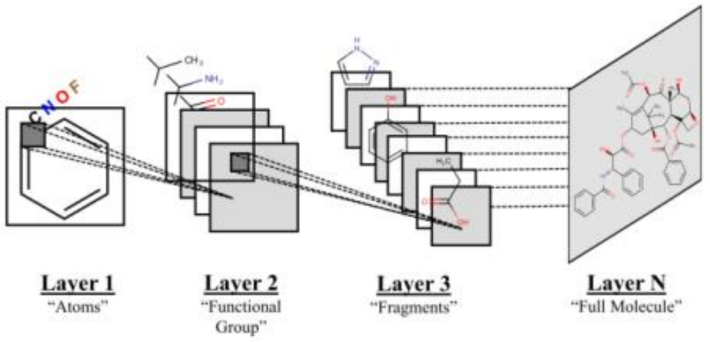 C N O F
CH₃
NH₂
O
H
N
N
OH
H₃C
O
OH
Layer 1
"Atoms"
Layer 2
"Functional
Group"
Layer 3
"Fragments"
Layer N
"Full Molecule"